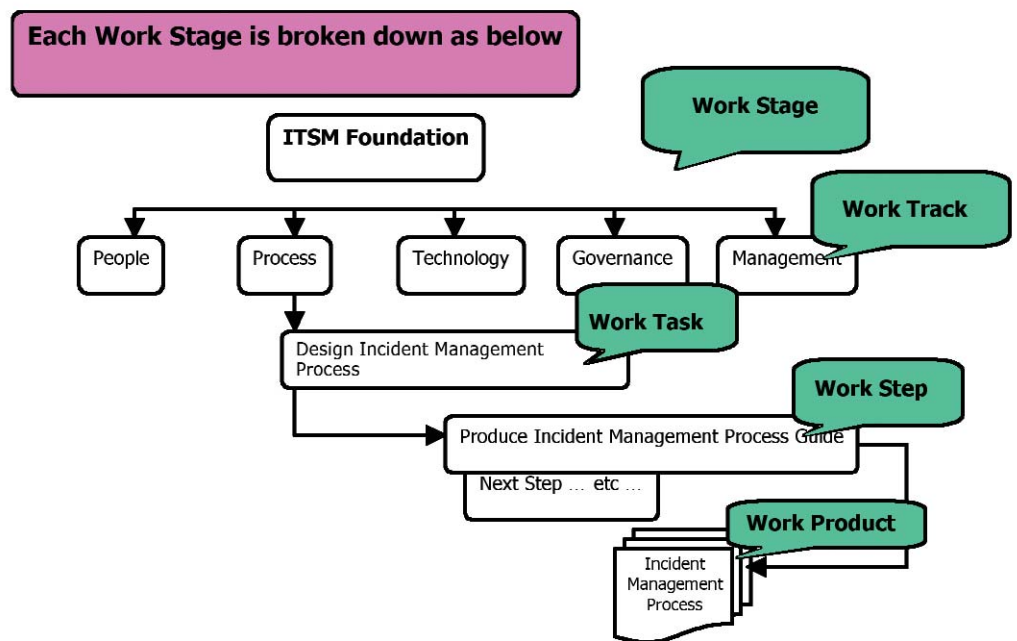 Each Work Stage is broken down as below
Work Stage
ITSM Foundation
Work Track
People
Process
Technology
Governance
Management
Work Task
Design Incident Management
Process
Work Step
Produce Incident Management Process Guide
Next Step ... etc ...
Work Product
Incident
Management
Process